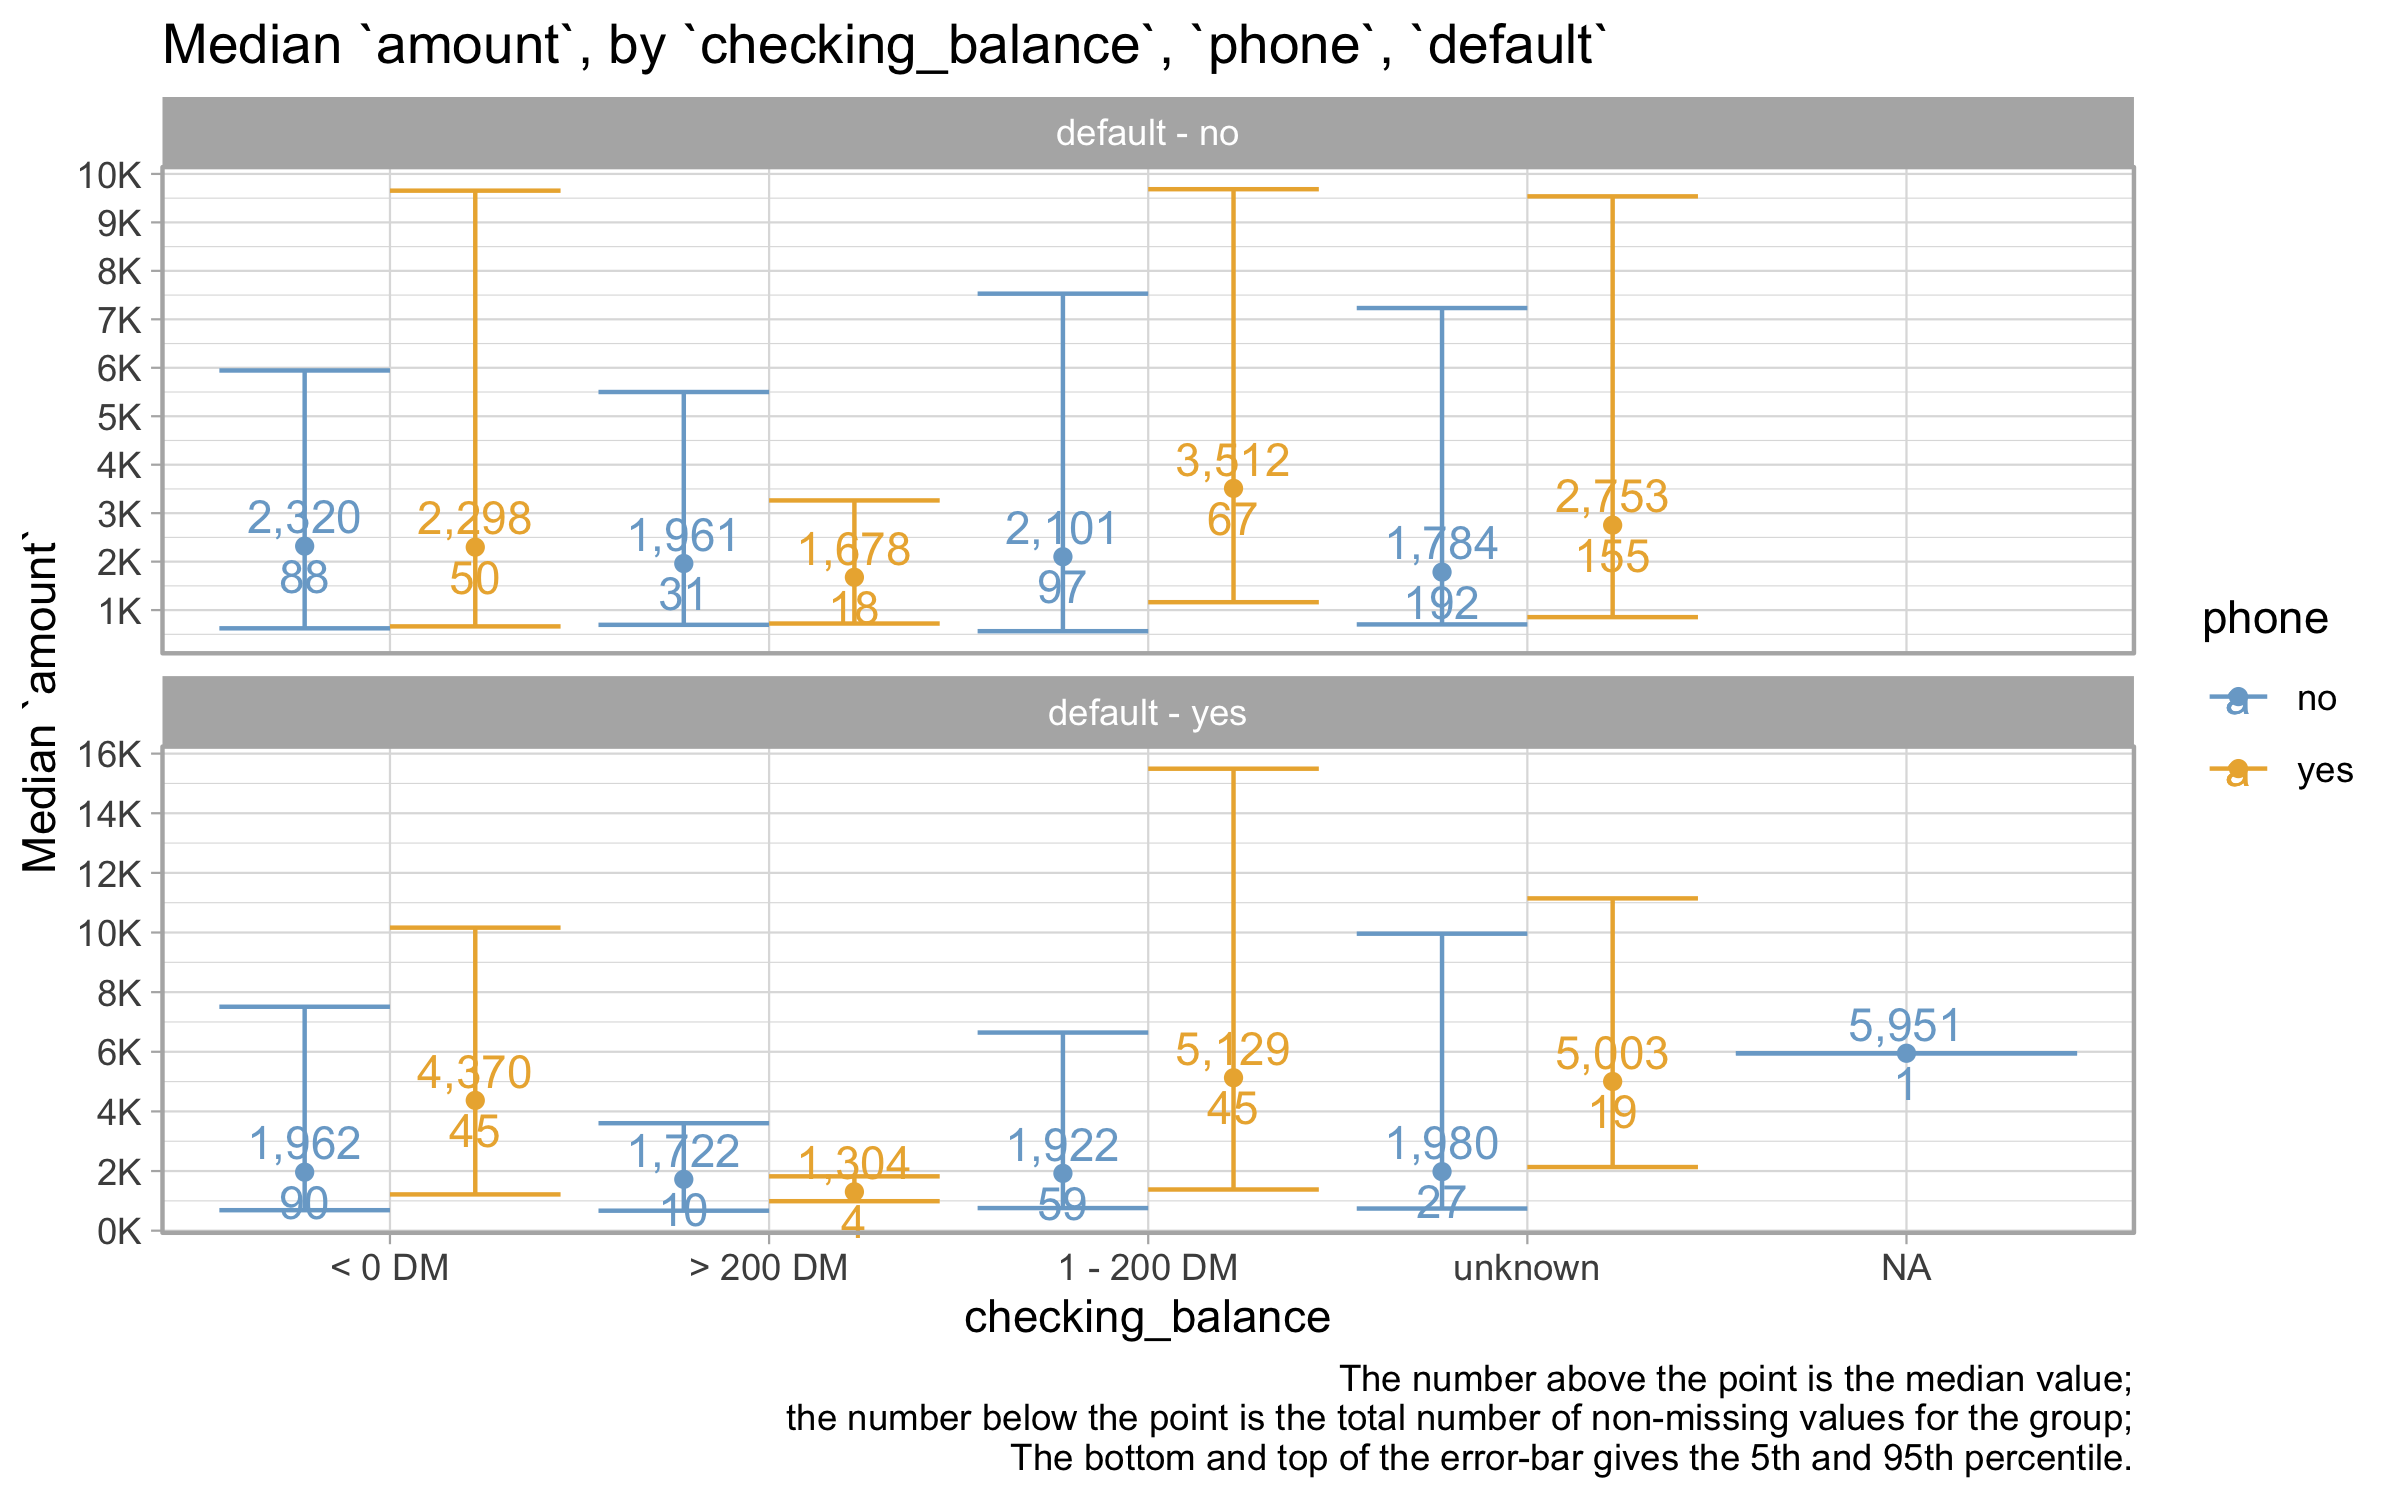 Median `amount`, by `checking_balance`, `phone`, `default`
default - no
10K
9K
8K
7K
6K
5K
4K
3K
2K
1K
2,320
88
2,298
50
1,961
31
1,678
18
2,101
97
3,512
67
1,784
192
2,753
155
default - yes
16K
14K
12K
10K
8K
6K
4K
2K
0K
1,962
90
4,370
45
1,722
10
1,304
4
1,922
59
5,129
45
1,980
27
5,003
19
5,951
1
< 0 DM
> 200 DM
1 - 200 DM
unknown
NA
checking_balance
Median `amount`
phone
a no
a yes
The number above the point is the median value;
the number below the point is the total number of non-missing values for the group;
The bottom and top of the error-bar gives the 5th and 95th percentile.